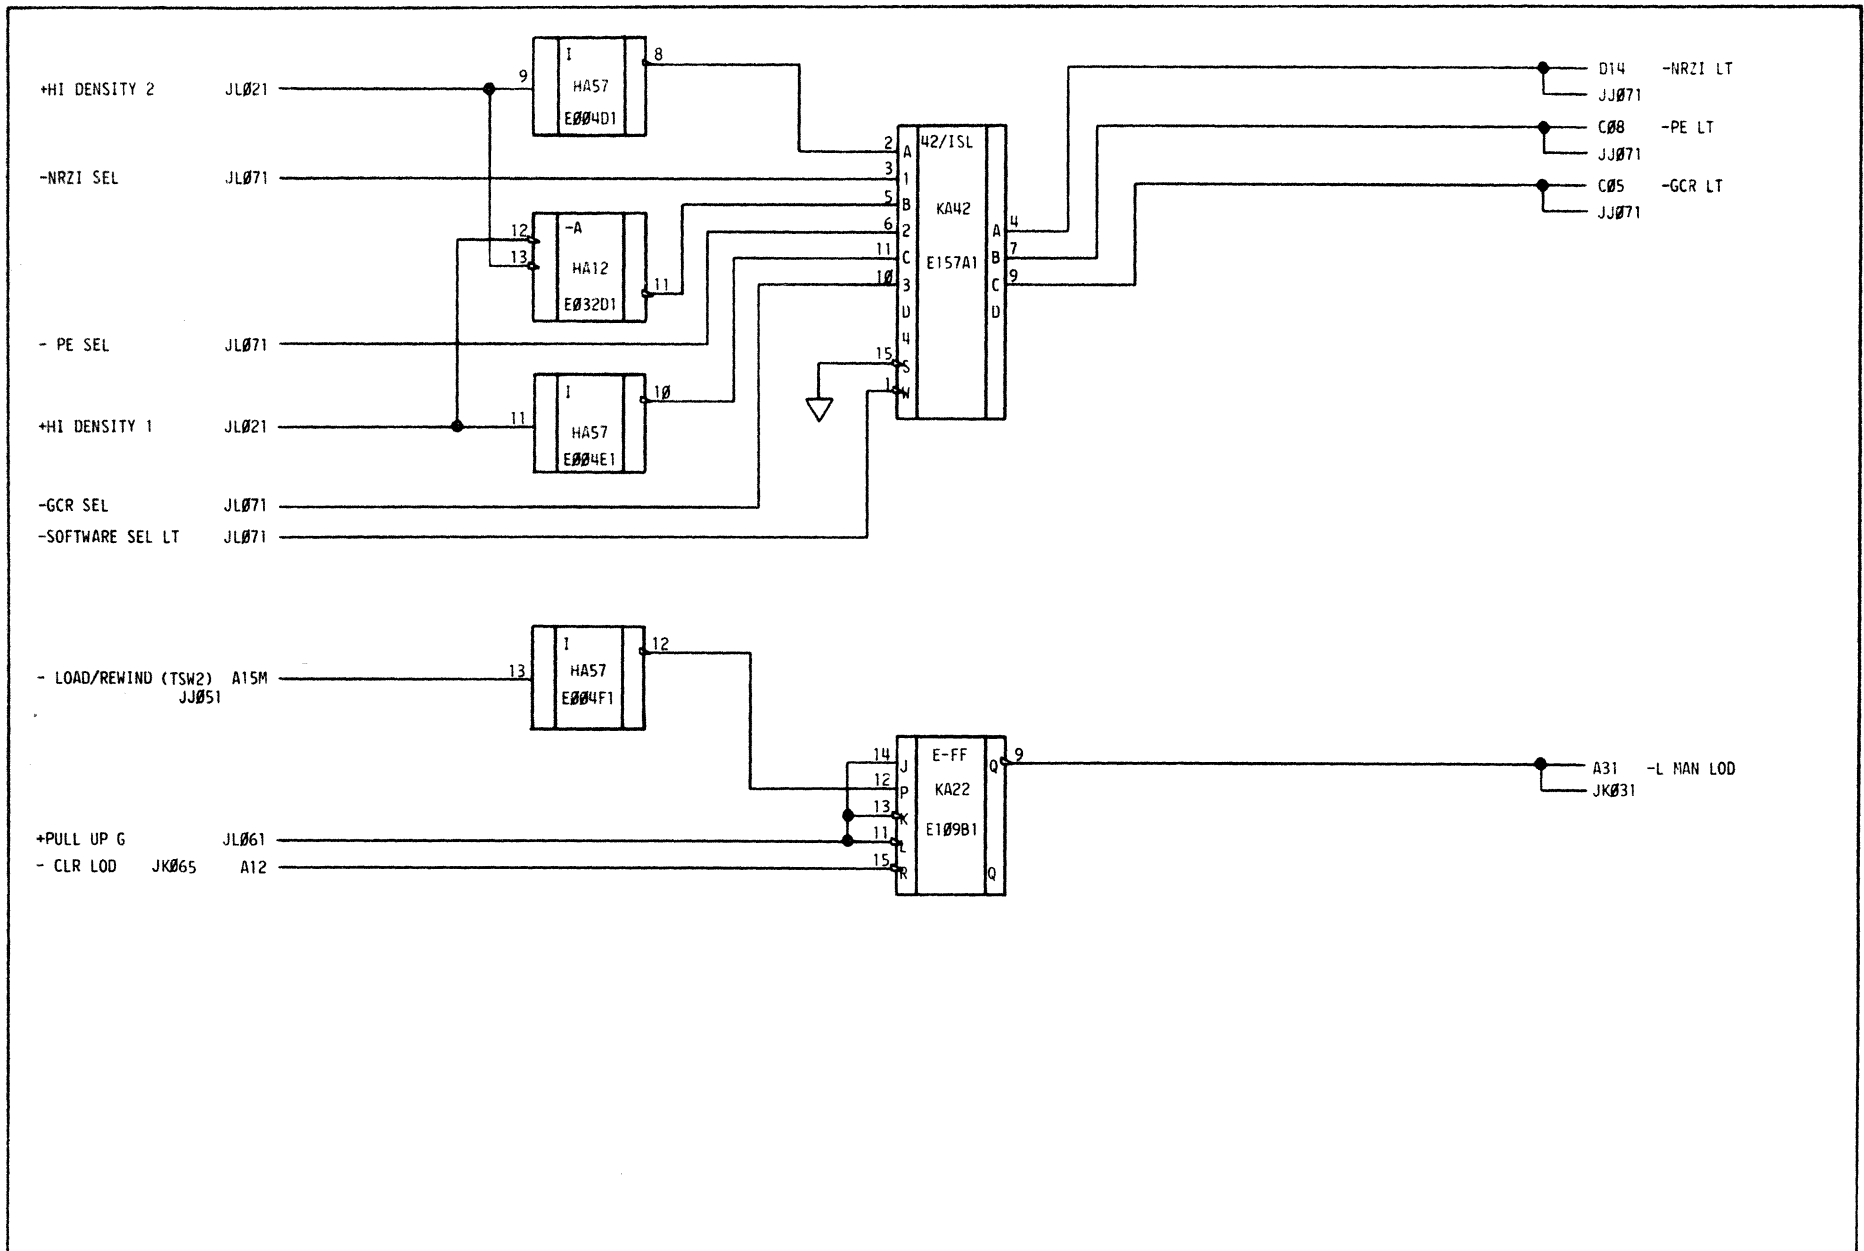 +HI DENSITY 2 JLØ21
9
I
HA57
EØØ4D1
8
-NRZI SEL JLØ71
12
13
-A
HA12
EØ32D1
11
- PE SEL JLØ71
+HI DENSITY 1 JLØ21
11
I
HA57
EØØ4E1
10
-GCR SEL JLØ71
-SOFTWARE SEL LT JLØ71
42/ISL
KA42
E157A1
2 A
3 1
5 B
6 2
11 C
1Ø 3
D
4
15 S
1 W
A 4
B 7
C 9
D
D14 -NRZI LT
JJØ71
CØ8 -PE LT
JJØ71
CØ5 -GCR LT
JJØ71
- LOAD/REWIND (TSW2) A15M
JJØ51
13
I
HA57
EØØ4F1
12
+PULL UP G JLØ61
- CLR LOD JKØ65 A12
14 J
12 P
13 K
11 L
15 R
E-FF
KA22
E1Ø9B1
Q 9
Q
A31 -L MAN LOD
JKØ31